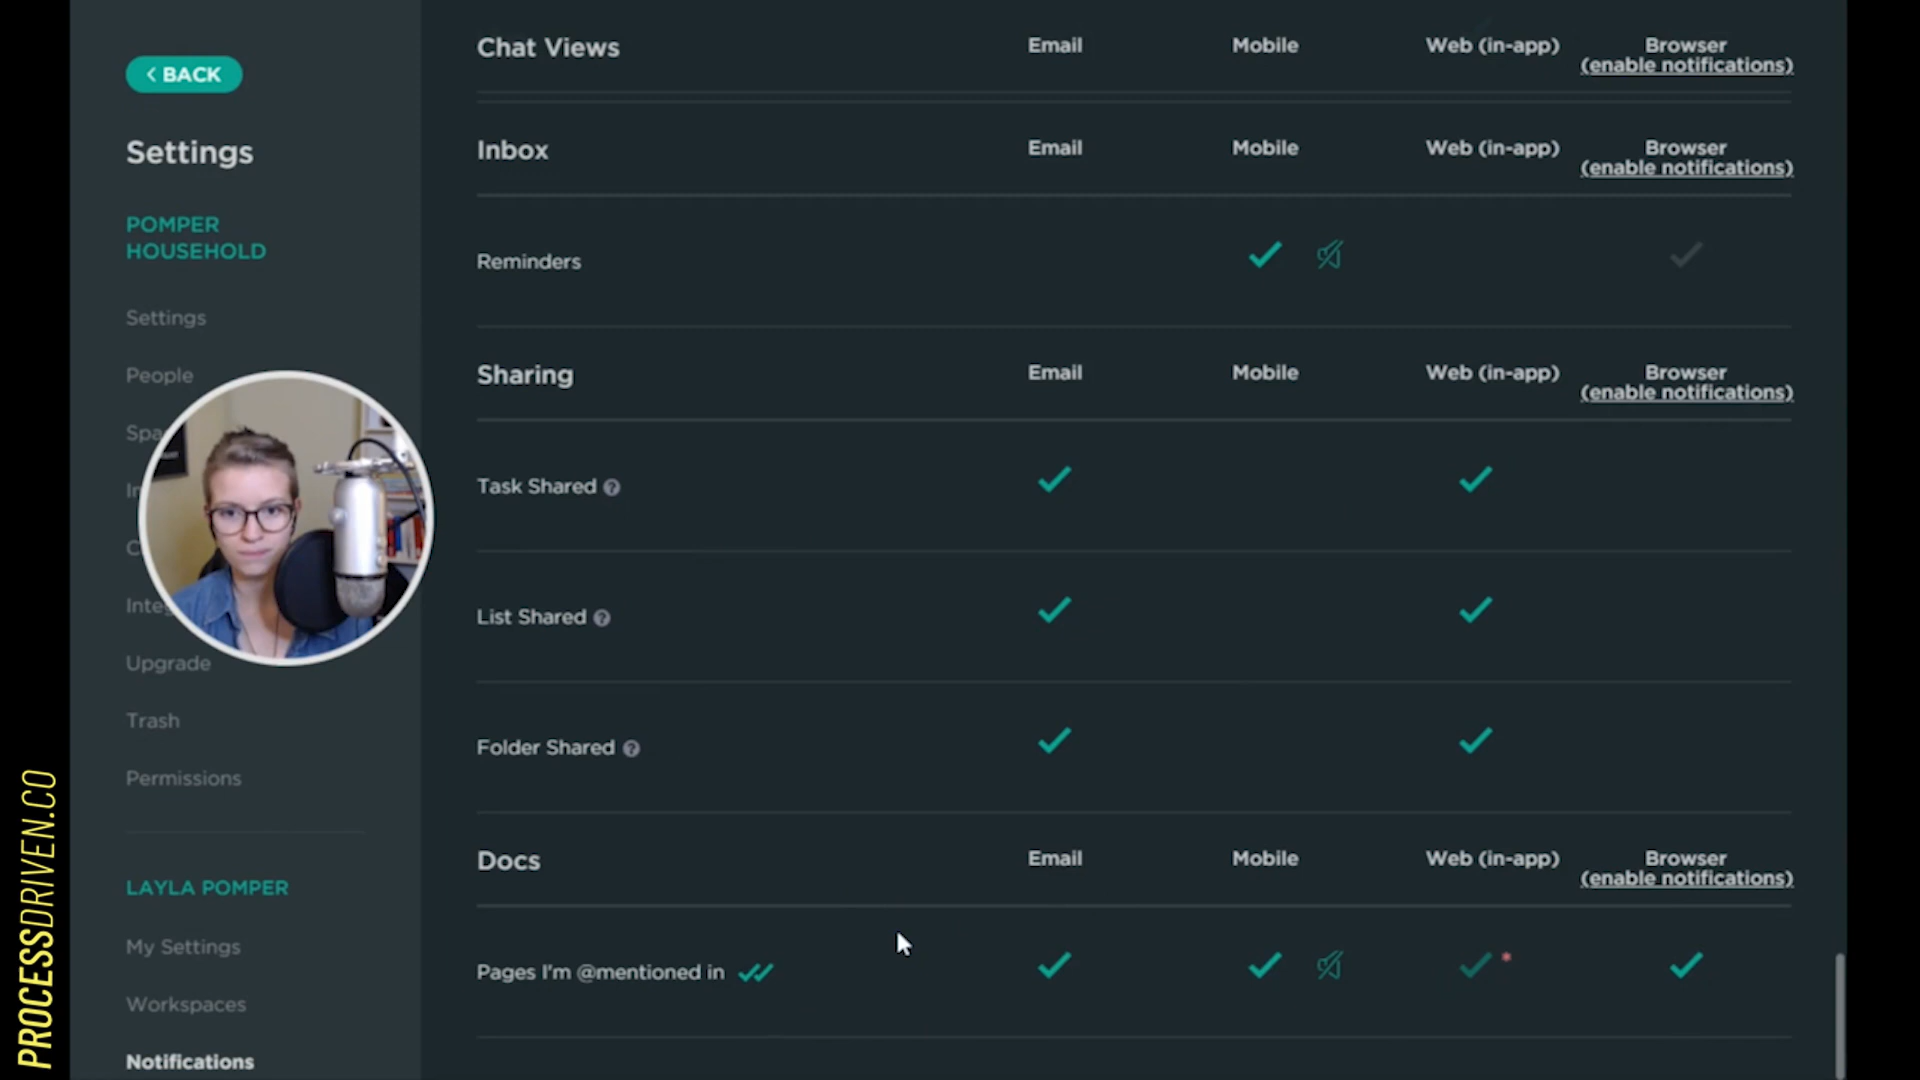 BACK
Settings
POMPER
HOUSEHOLD
Settings
People
Spa
In
C
Inte
Upgrade
Trash
Permissions
LAYLA POMPER
My Settings
Workspaces
Notifications
Chat Views Email Mobile Web (in-app) Browser
(enable notifications)
Inbox Email Mobile Web (in-app) Browser
(enable notifications)
Reminders
Sharing Email Mobile Web (in-app) Browser
(enable notifications)
Task Shared ?
List Shared ?
Folder Shared ?
Docs Email Mobile Web (in-app) Browser
(enable notifications)
Pages I'm @mentioned in
*
PROCESSDRIVEN.CO